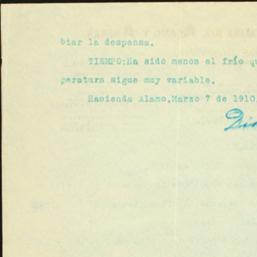 biar la despensa.
TIEMPO:Ha sido menos el frío qu
peratura sigue muy variable.
Hacienda Alamo,Marzo 7 de 1910